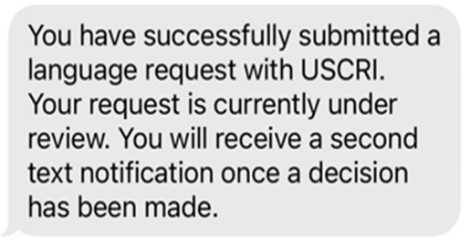 You have successfully submitted a
language request with USCRI.
Your request is currently under
review. You will receive a second
text notification once a decision
has been made.